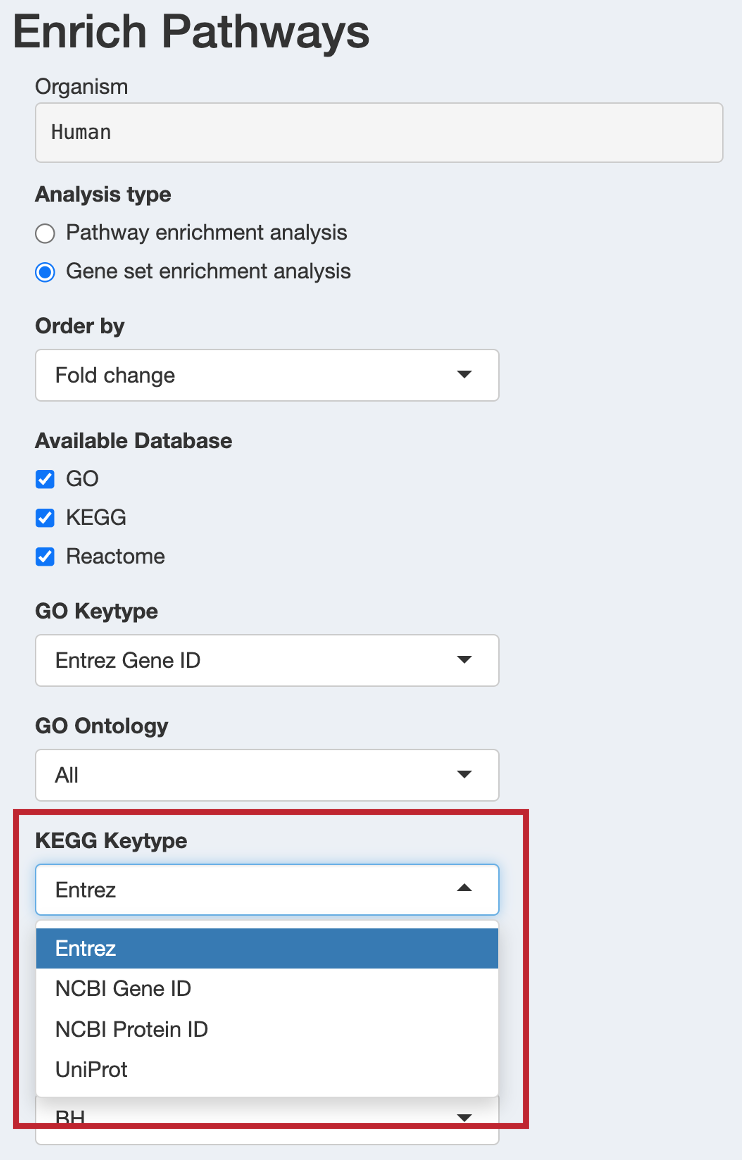 Enrich Pathways
Organism
Human
Analysis type
Pathway enrichment analysis
Gene set enrichment analysis
Order by
Fold change
Available Database
GO
KEGG
Reactome
GO Keytype
Entrez Gene ID
GO Ontology
All
KEGG Keytype
Entrez
Entrez
NCBI Gene ID
NCBI Protein ID
UniProt
BH